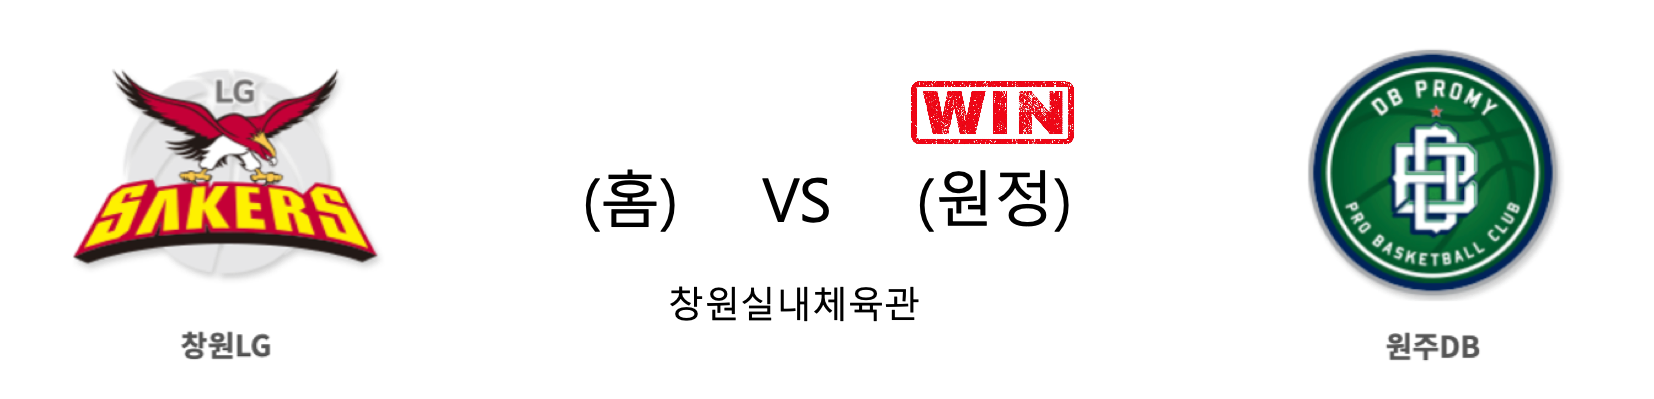 LG
SAKERS
창원LG
WIN
(홈) VS (원정)
창원실내체육관
DB PROMY
DB
PRO BASKETBALL CLUB
원주DB